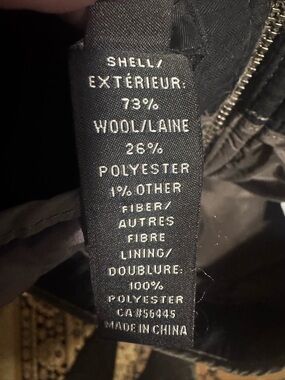 SHELL/
EXTÉRIEUR:
73%
WOOL/LAINE
26%
POLYESTER
1% OTHER
FIBER/
AUTRES
FIBRE
LINING/
DOUBLURE:
100%
POLYESTER
CA#56445
MADE IN CHINA